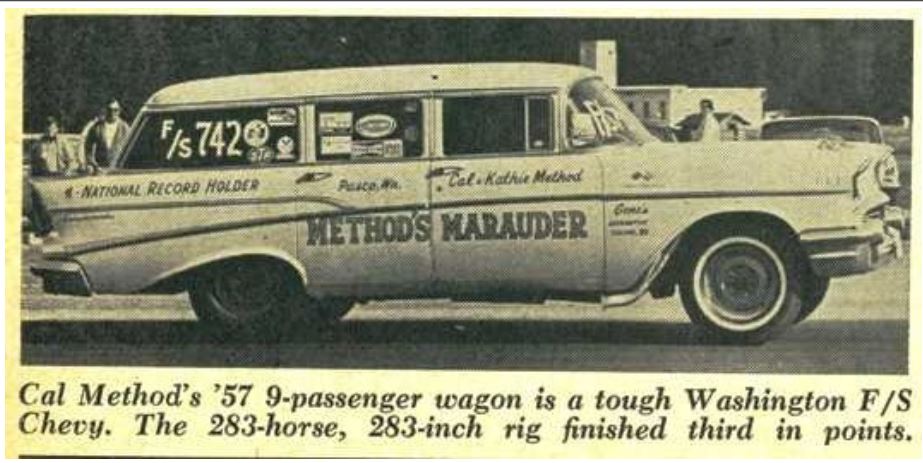 F/S 742
4-NATIONAL RECORD HOLDER
Pasco, Wn.
Cal & Kathie Method
METHOD'S MARAUDER
Gene's
Cal Method's '57 9-passenger wagon is a tough Washington F/S
Chevy. The 283-horse, 283-inch rig finished third in points.